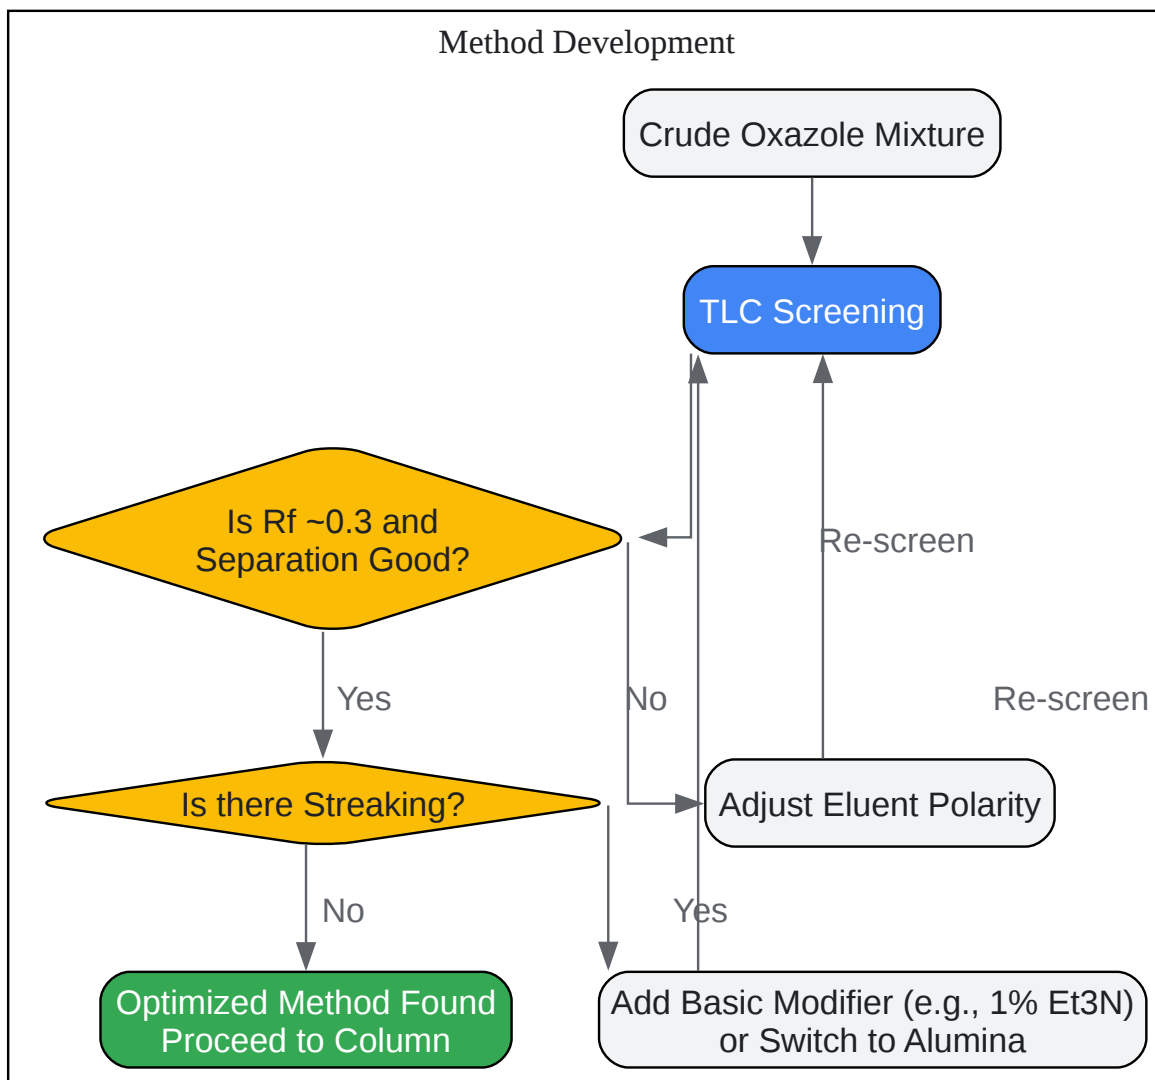 Method Development
Crude Oxazole Mixture
TLC Screening
Is Rf ~0.3 and
Separation Good?
Re-screen
Yes
No
Re-screen
Is there Streaking?
Adjust Eluent Polarity
No
Yes
Optimized Method Found
Proceed to Column
Add Basic Modifier (e.g., 1% Et3N)
or Switch to Alumina